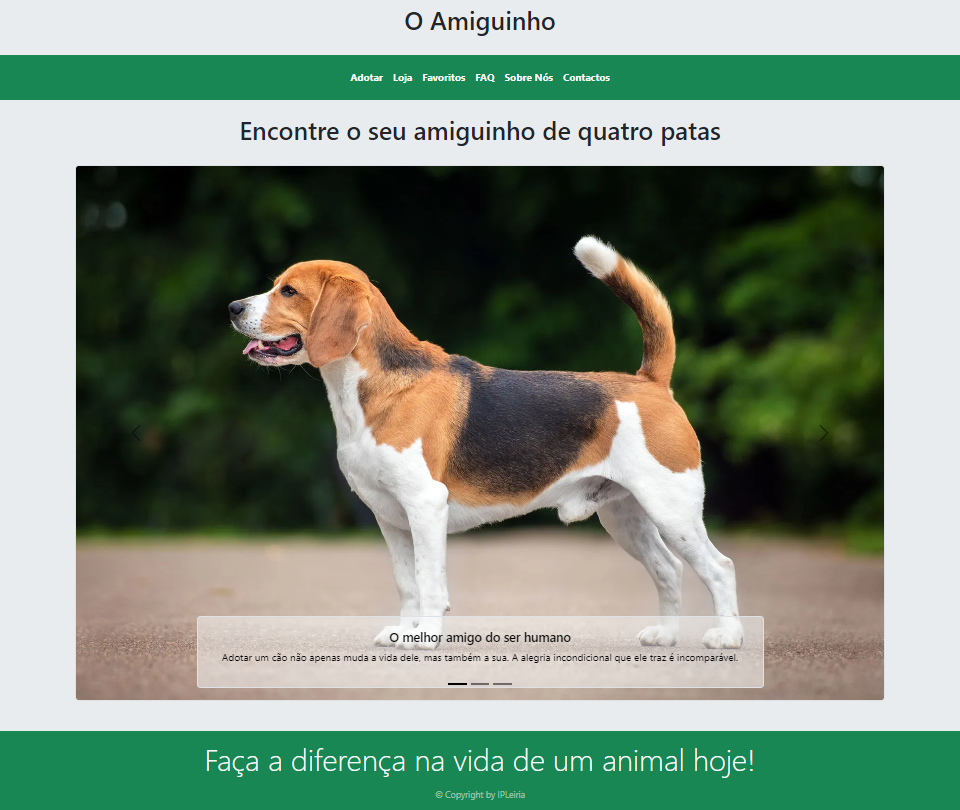 O Amiguinho
Adotar Loja Favoritos FAQ Sobre Nós Contactos
Encontre o seu amiguinho de quatro patas
O melhor amigo do ser humano
Adotar um cão não apenas muda a vida dele, mas também a sua. A alegria incondicional que ele traz é incomparável.
Faça a diferença na vida de um animal hoje!
© Copyright by IPLeiria